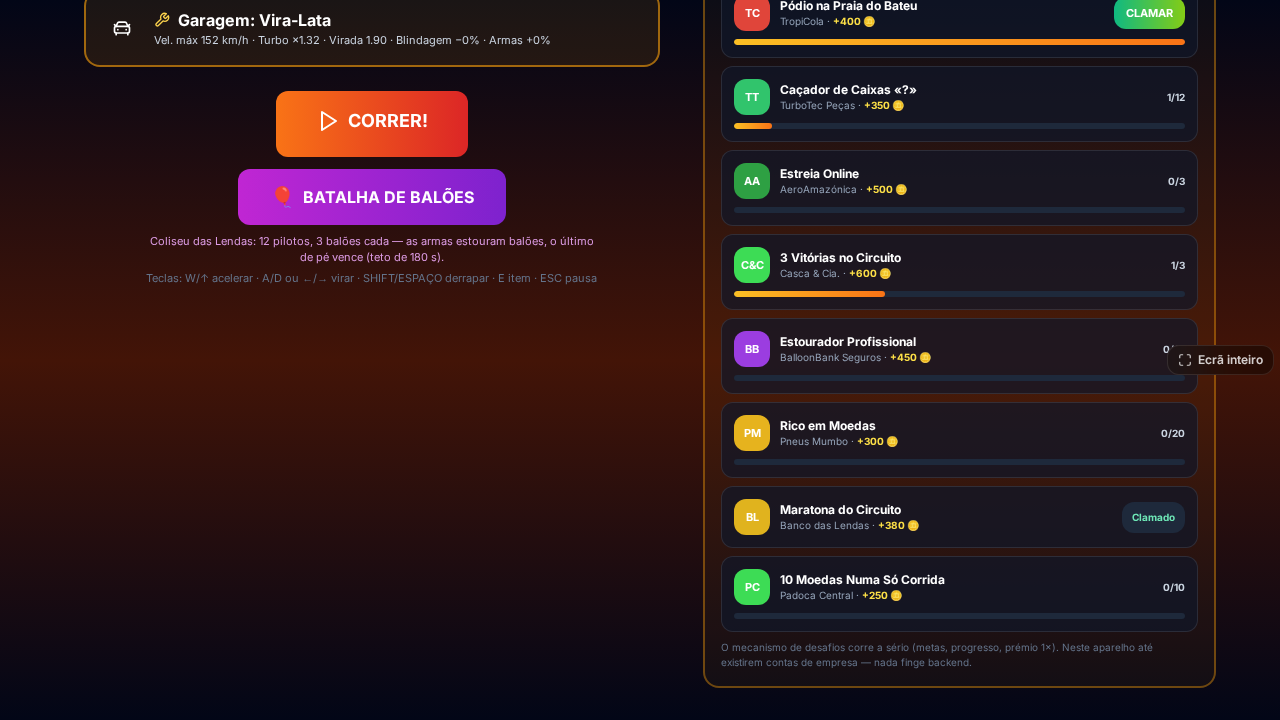 Garagem: Vira-Lata
Vel. máx 152 km/h · Turbo ×1.32 · Virada 1.90 · Blindagem −0% · Armas +0%
CORRER!
BATALHA DE BALÕES
Coliseu das Lendas: 12 pilotos, 3 balões cada — as armas estouram balões, o último
de pé vence (teto de 180 s).
Teclas: W/↑ acelerar · A/D ou ←/→ virar · SHIFT/ESPAÇO derrapar · E item · ESC pausa
TC
Pódio na Praia do Bateu
TropiCola · +400
CLAMAR
TT
Caçador de Caixas «?»
TurboTec Peças · +350
1/12
AA
Estreia Online
AeroAmazónica · +500
0/3
C&C
3 Vitórias no Circuito
Casca & Cia. · +600
1/3
BB
Estourador Profissional
BalloonBank Seguros · +450
Ecrã inteiro
PM
Rico em Moedas
Pneus Mumbo · +300
0/20
BL
Maratona do Circuito
Banco das Lendas · +380
Clamado
PC
10 Moedas Numa Só Corrida
Padoca Central · +250
0/10
O mecanismo de desafios corre a sério (metas, progresso, prémio 1×). Neste aparelho até
existirem contas de empresa — nada finge backend.